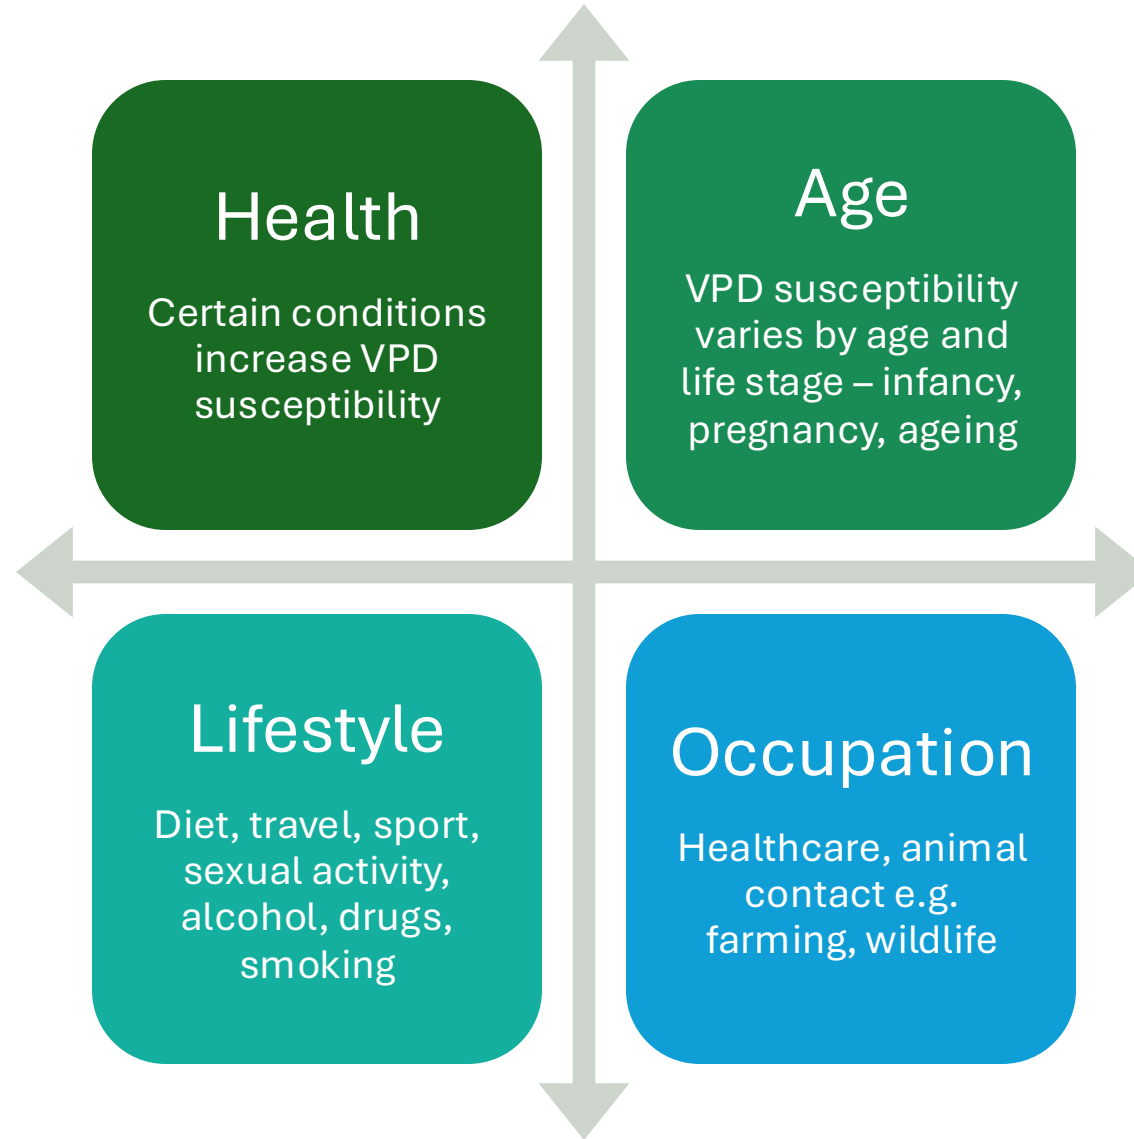 Health
Certain conditions
increase VPD
susceptibility
Age
VPD susceptibility
varies by age and
life stage – infancy,
pregnancy, ageing
Lifestyle
Diet, travel, sport,
sexual activity,
alcohol, drugs,
smoking
Occupation
Healthcare, animal
contact e.g.
farming, wildlife